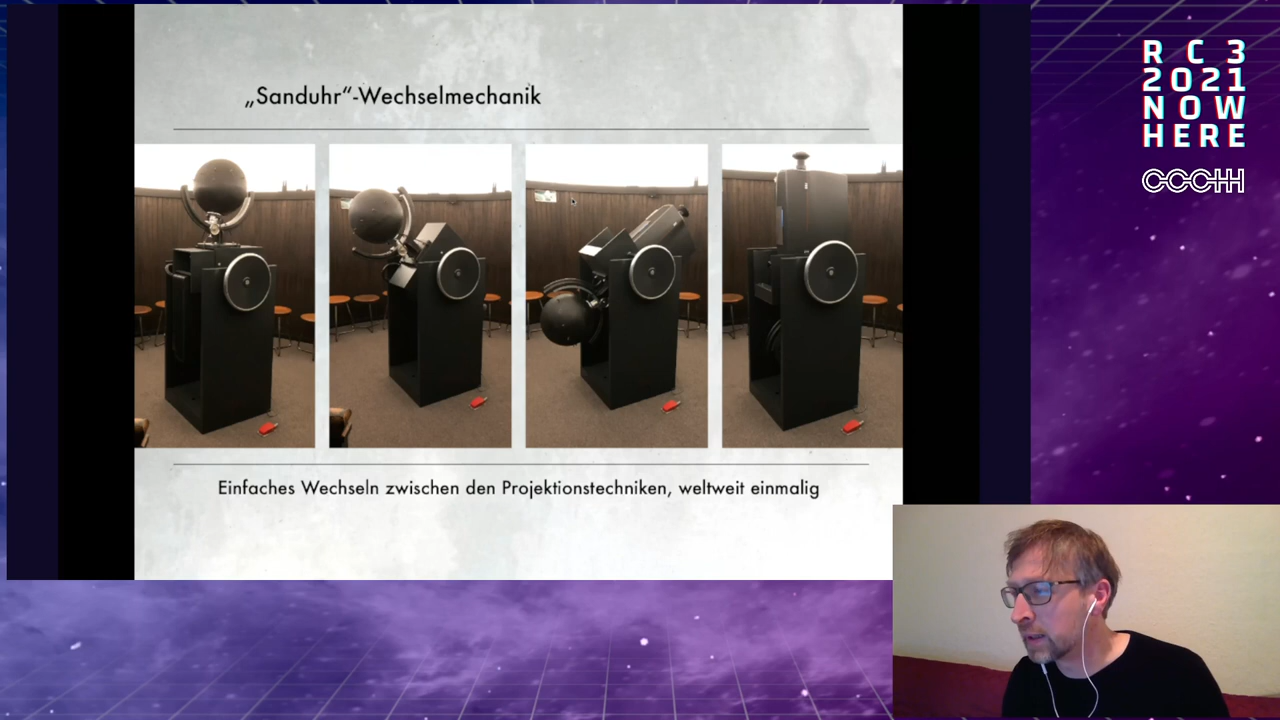 „Sanduhr“-Wechselmechanik
Einfaches Wechseln zwischen den Projektionstechniken, weltweit einmalig
RC3
2021
NOW
HERE
CCCHH